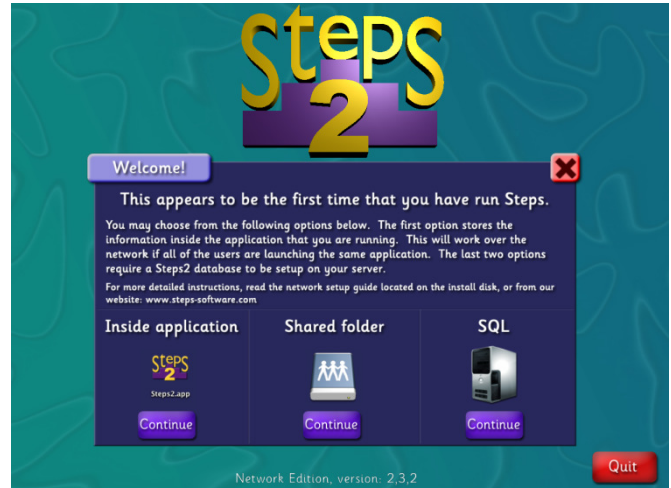 Steps
2
Welcome!
This appears to be the first time that you have run Steps.
You may choose from the following options below. The first option stores the
information inside the application that you are running. This will work over the
network if all of the users are launching the same application. The last two options
require a Steps2 database to be setup on your server.
For more detailed instructions, read the network setup guide located on the install disk, or from our
website: www.steps-software.com
Inside application
Shared folder
SQL
Steps
2
Steps2.app
Continue
Continue
Continue
Quit
Network Edition, version: 2,3,2